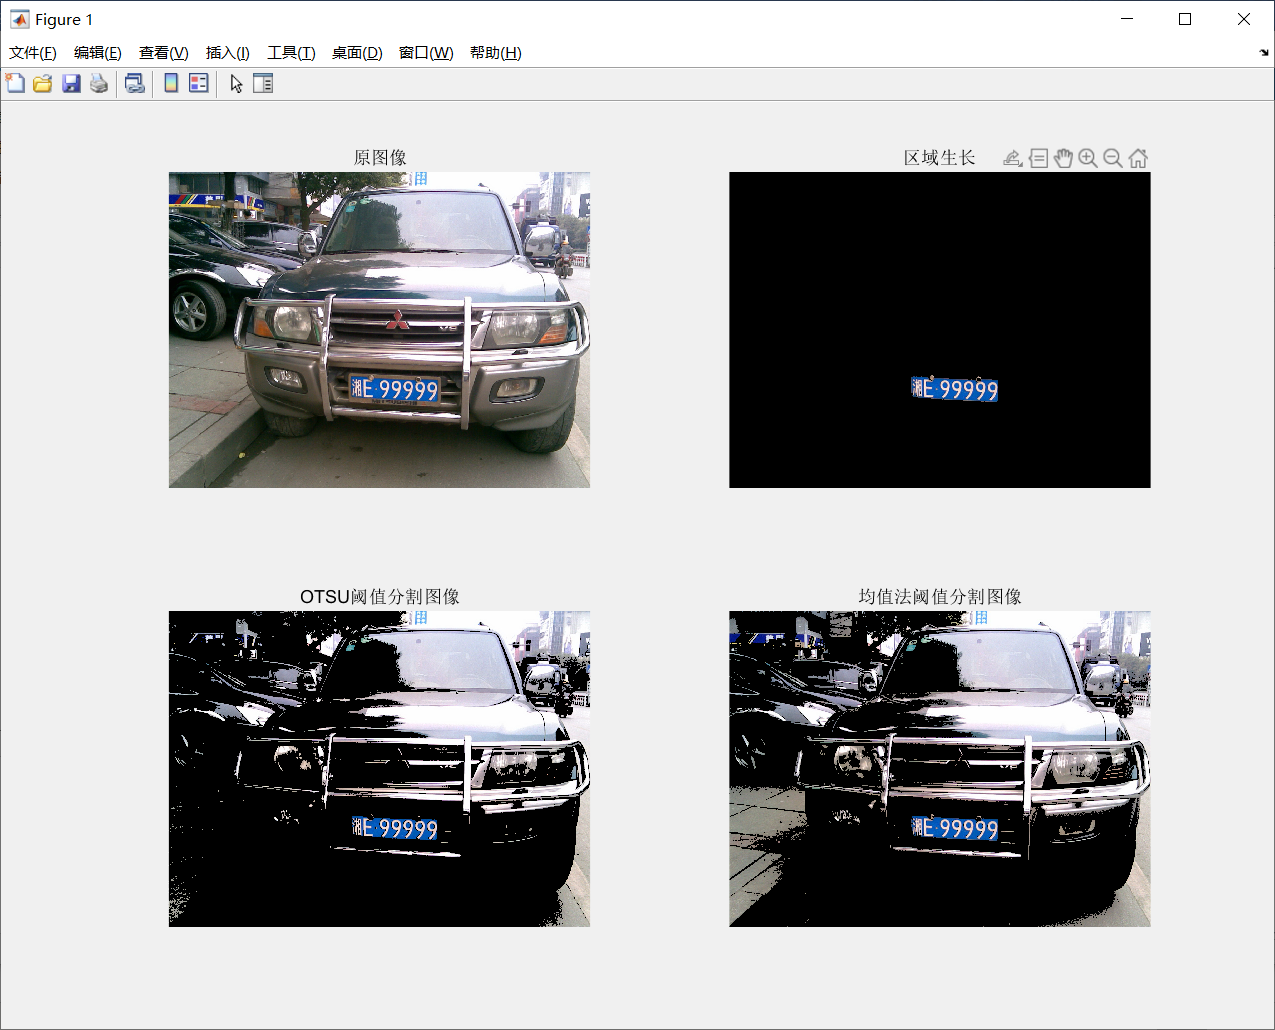 Figure 1
文件(F) 编辑(E) 查看(V) 插入(I) 工具(T) 桌面(D) 窗口(W) 帮助(H)
原图像
区域生长
湘E·99999
湘E·99999
OTSU阈值分割图像
均值法阈值分割图像
湘E·99999
湘E·99999